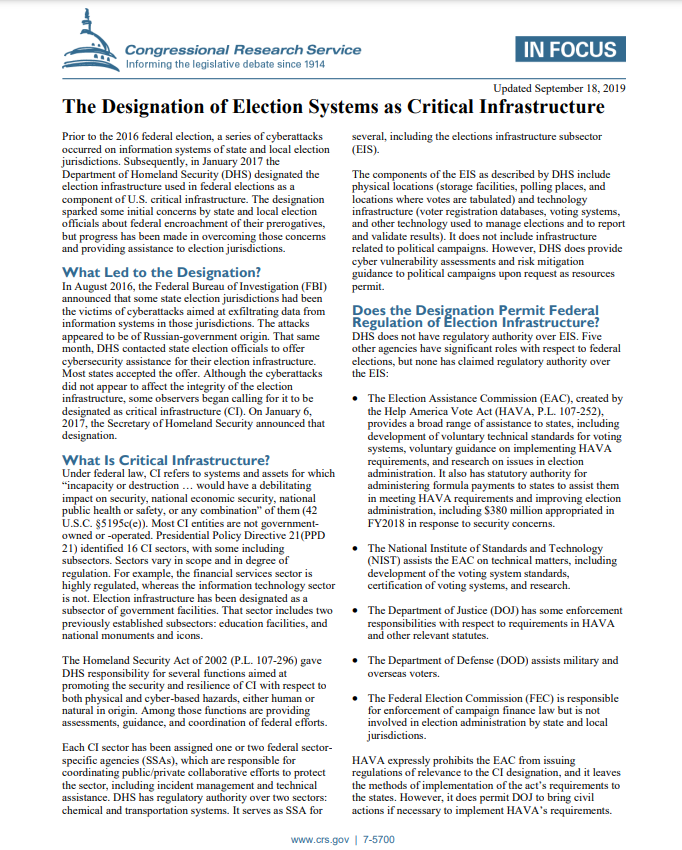 Congressional Research Service
Informing the legislative debate since 1914
IN FOCUS
Updated September 18, 2019
The Designation of Election Systems as Critical Infrastructure
Prior to the 2016 federal election, a series of cyberattacks
occurred on information systems of state and local election
jurisdictions. Subsequently, in January 2017 the
Department of Homeland Security (DHS) designated the
election infrastructure used in federal elections as a
component of U.S. critical infrastructure. The designation
sparked some initial concerns by state and local election
officials about federal encroachment of their prerogatives,
but progress has been made in overcoming those concerns
and providing assistance to election jurisdictions.
What Led to the Designation?
In August 2016, the Federal Bureau of Investigation (FBI)
announced that some state election jurisdictions had been
the victims of cyberattacks aimed at exfiltrating data from
information systems in those jurisdictions. The attacks
appeared to be of Russian-government origin. That same
month, DHS contacted state election officials to offer
cybersecurity assistance for their election infrastructure.
Most states accepted the offer. Although the cyberattacks
did not appear to affect the integrity of the election
infrastructure, some observers began calling for it to be
designated as critical infrastructure (CI). On January 6,
2017, the Secretary of Homeland Security announced that
designation.
What Is Critical Infrastructure?
Under federal law, CI refers to systems and assets for which
“incapacity or destruction … would have a debilitating
impact on security, national economic security, national
public health or safety, or any combination” of them (42
U.S.C. §5195c(e)). Most CI entities are not government-
owned or -operated. Presidential Policy Directive 21(PPD
21) identified 16 CI sectors, with some including
subsectors. Sectors vary in scope and in degree of
regulation. For example, the financial services sector is
highly regulated, whereas the information technology sector
is not. Election infrastructure has been designated as a
subsector of government facilities. That sector includes two
previously established subsectors: education facilities, and
national monuments and icons.
The Homeland Security Act of 2002 (P.L. 107-296) gave
DHS responsibility for several functions aimed at
promoting the security and resilience of CI with respect to
both physical and cyber-based hazards, either human or
natural in origin. Among those functions are providing
assessments, guidance, and coordination of federal efforts.
Each CI sector has been assigned one or two federal sector-
specific agencies (SSAs), which are responsible for
coordinating public/private collaborative efforts to protect
the sector, including incident management and technical
assistance. DHS has regulatory authority over two sectors:
chemical and transportation systems. It serves as SSA for
several, including the elections infrastructure subsector
(EIS).
The components of the EIS as described by DHS include
physical locations (storage facilities, polling places, and
locations where votes are tabulated) and technology
infrastructure (voter registration databases, voting systems,
and other technology used to manage elections and to report
and validate results). It does not include infrastructure
related to political campaigns. However, DHS does provide
cyber vulnerability assessments and risk mitigation
guidance to political campaigns upon request as resources
permit.
Does the Designation Permit Federal
Regulation of Election Infrastructure?
DHS does not have regulatory authority over EIS. Five
other agencies have significant roles with respect to federal
elections, but none has claimed regulatory authority over
the EIS:
• The Election Assistance Commission (EAC), created by
the Help America Vote Act (HAVA, P.L. 107-252),
provides a broad range of assistance to states, including
development of voluntary technical standards for voting
systems, voluntary guidance on implementing HAVA
requirements, and research on issues in election
administration. It also has statutory authority for
administering formula payments to states to assist them
in meeting HAVA requirements and improving election
administration, including $380 million appropriated in
FY2018 in response to security concerns.
• The National Institute of Standards and Technology
(NIST) assists the EAC on technical matters, including
development of the voting system standards,
certification of voting systems, and research.
• The Department of Justice (DOJ) has some enforcement
responsibilities with respect to requirements in HAVA
and other relevant statutes.
• The Department of Defense (DOD) assists military and
overseas voters.
• The Federal Election Commission (FEC) is responsible
for enforcement of campaign finance law but is not
involved in election administration by state and local
jurisdictions.
HAVA expressly prohibits the EAC from issuing
regulations of relevance to the CI designation, and it leaves
the methods of implementation of the act’s requirements to
the states. However, it does permit DOJ to bring civil
actions if necessary to implement HAVA’s requirements.
www.crs.gov | 7-5700